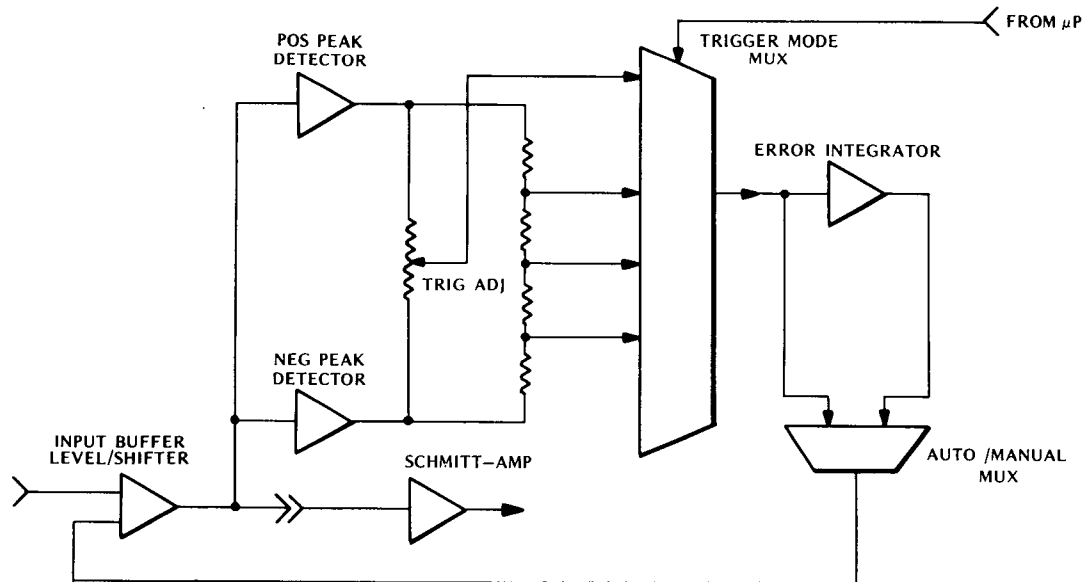 FROM µP
POS PEAK
DETECTOR
TRIGGER MODE
MUX
ERROR INTEGRATOR
TRIG ADJ
NEG PEAK
DETECTOR
INPUT BUFFER
LEVEL/SHIFTER
SCHMITT-AMP
AUTO /MANUAL
MUX